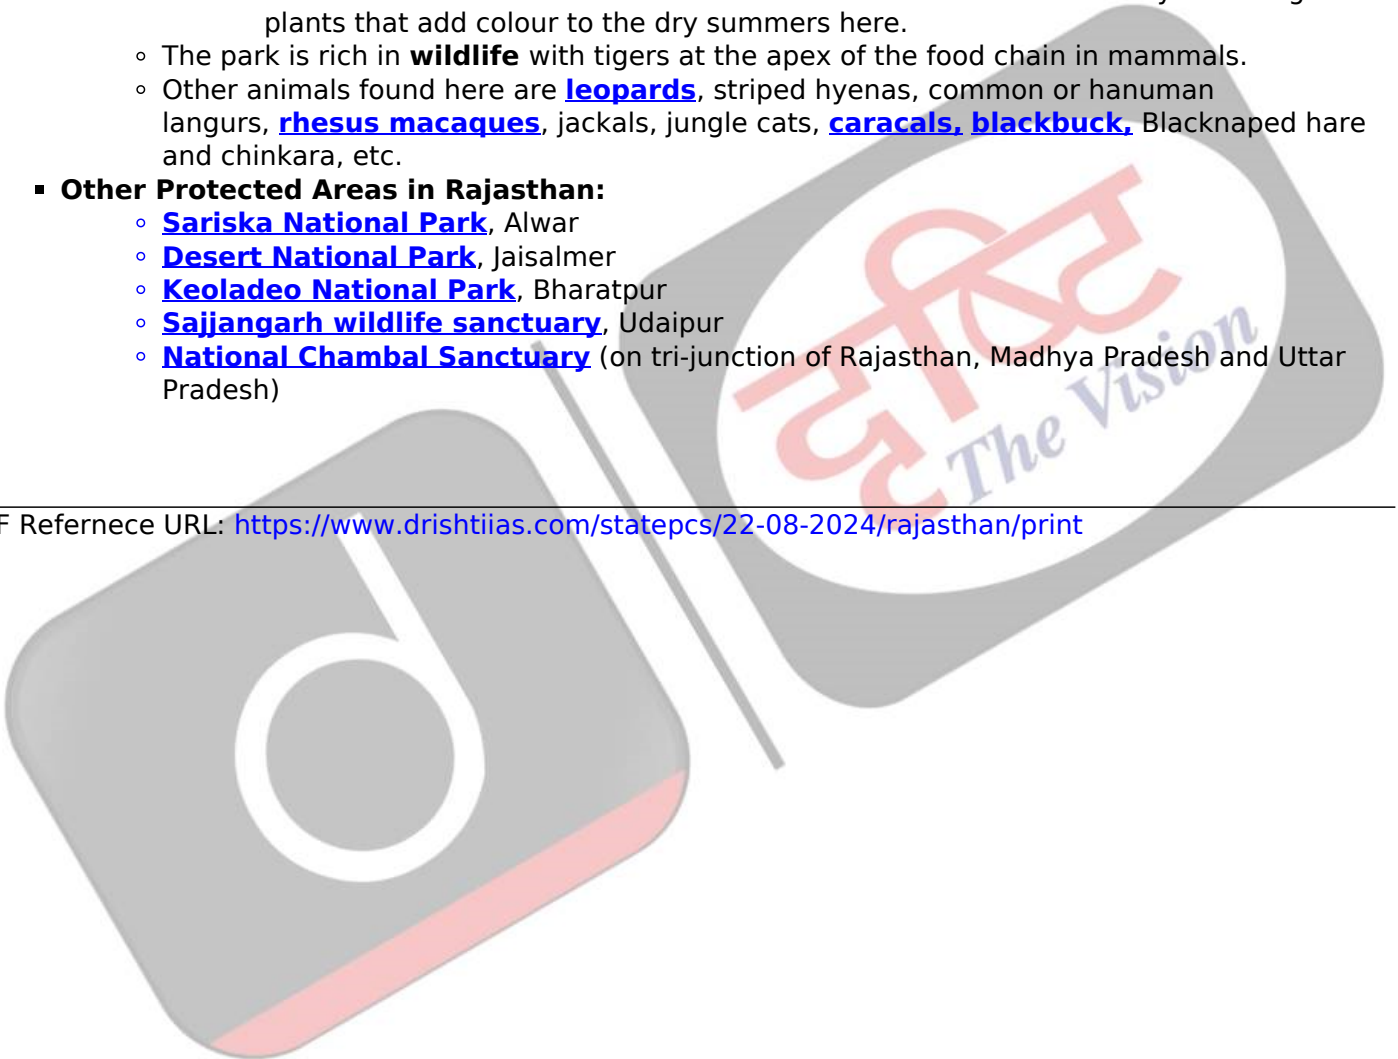 plants that add colour to the dry summers here.
◦ The park is rich in wildlife with tigers at the apex of the food chain in mammals.
◦ Other animals found here are leopards, striped hyenas, common or hanuman
langurs, rhesus macaques, jackals, jungle cats, caracals, blackbuck, Blacknaped hare
and chinkara, etc.
▪ Other Protected Areas in Rajasthan:
◦ Sariska National Park, Alwar
◦ Desert National Park, Jaisalmer
◦ Keoladeo National Park, Bharatpur
◦ Sajjangarh wildlife sanctuary, Udaipur
◦ National Chambal Sanctuary (on tri-junction of Rajasthan, Madhya Pradesh and Uttar
Pradesh)
दृष्टि
The Vision
F Refernece URL: https://www.drishtiias.com/statepcs/22-08-2024/rajasthan/print
d